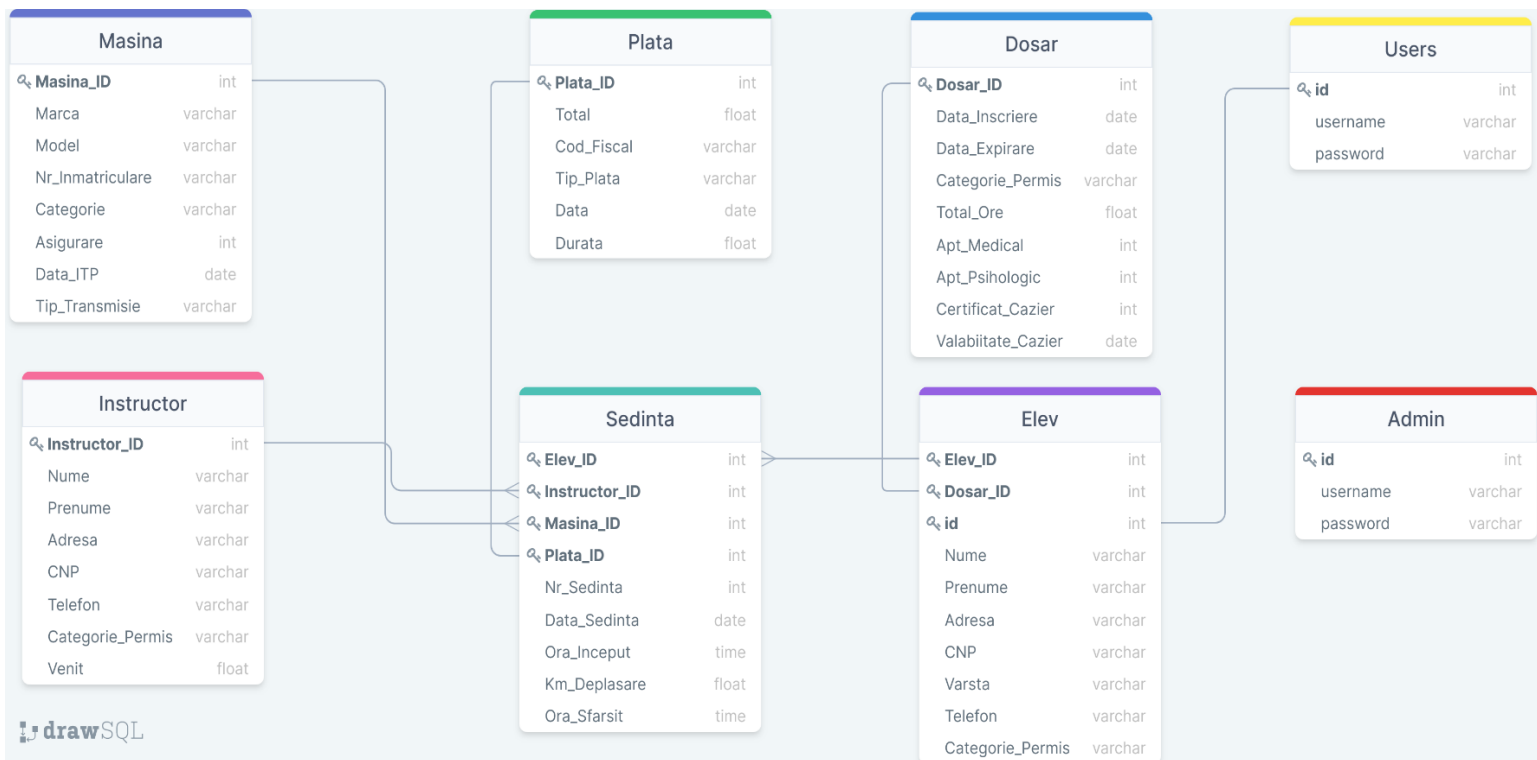 Masina
Masina_ID int
Marca varchar
Model varchar
Nr_Inmatriculare varchar
Categorie varchar
Asigurare int
Data_ITP date
Tip_Transmisie varchar
Plata
Plata_ID int
Total float
Cod_Fiscal varchar
Tip_Plata varchar
Data date
Durata float
Dosar
Dosar_ID int
Data_Inscriere date
Data_Expirare date
Categorie_Permis varchar
Total_Ore float
Apt_Medical int
Apt_Psihologic int
Certificat_Cazier int
Valabiitate_Cazier date
Users
id int
username varchar
password varchar
Instructor
Instructor_ID int
Nume varchar
Prenume varchar
Adresa varchar
CNP varchar
Telefon varchar
Categorie_Permis varchar
Venit float
Sedinta
Elev_ID int
Instructor_ID int
Masina_ID int
Plata_ID int
Nr_Sedinta int
Data_Sedinta date
Ora_Inceput time
Km_Deplasare float
Ora_Sfarsit time
Elev
Elev_ID int
Dosar_ID int
id int
Nume varchar
Prenume varchar
Adresa varchar
CNP varchar
Varsta varchar
Telefon varchar
Categorie_Permis varchar
Admin
id int
username varchar
password varchar
drawSQL